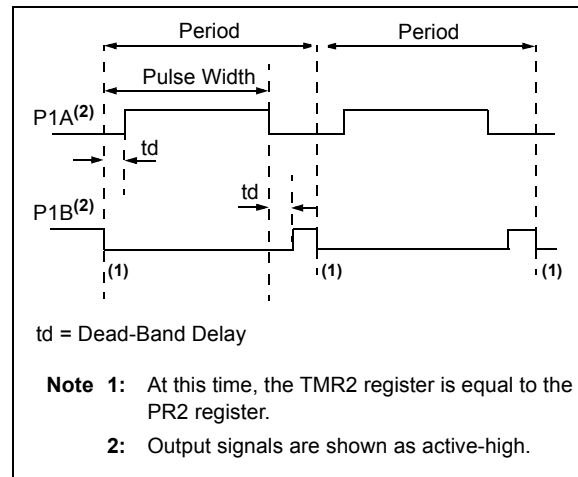 Period Period
Pulse Width
P1A(2)
td
td
P1B(2)
(1) (1) (1)
td = Dead-Band Delay
Note 1: At this time, the TMR2 register is equal to the
PR2 register.
2: Output signals are shown as active-high.